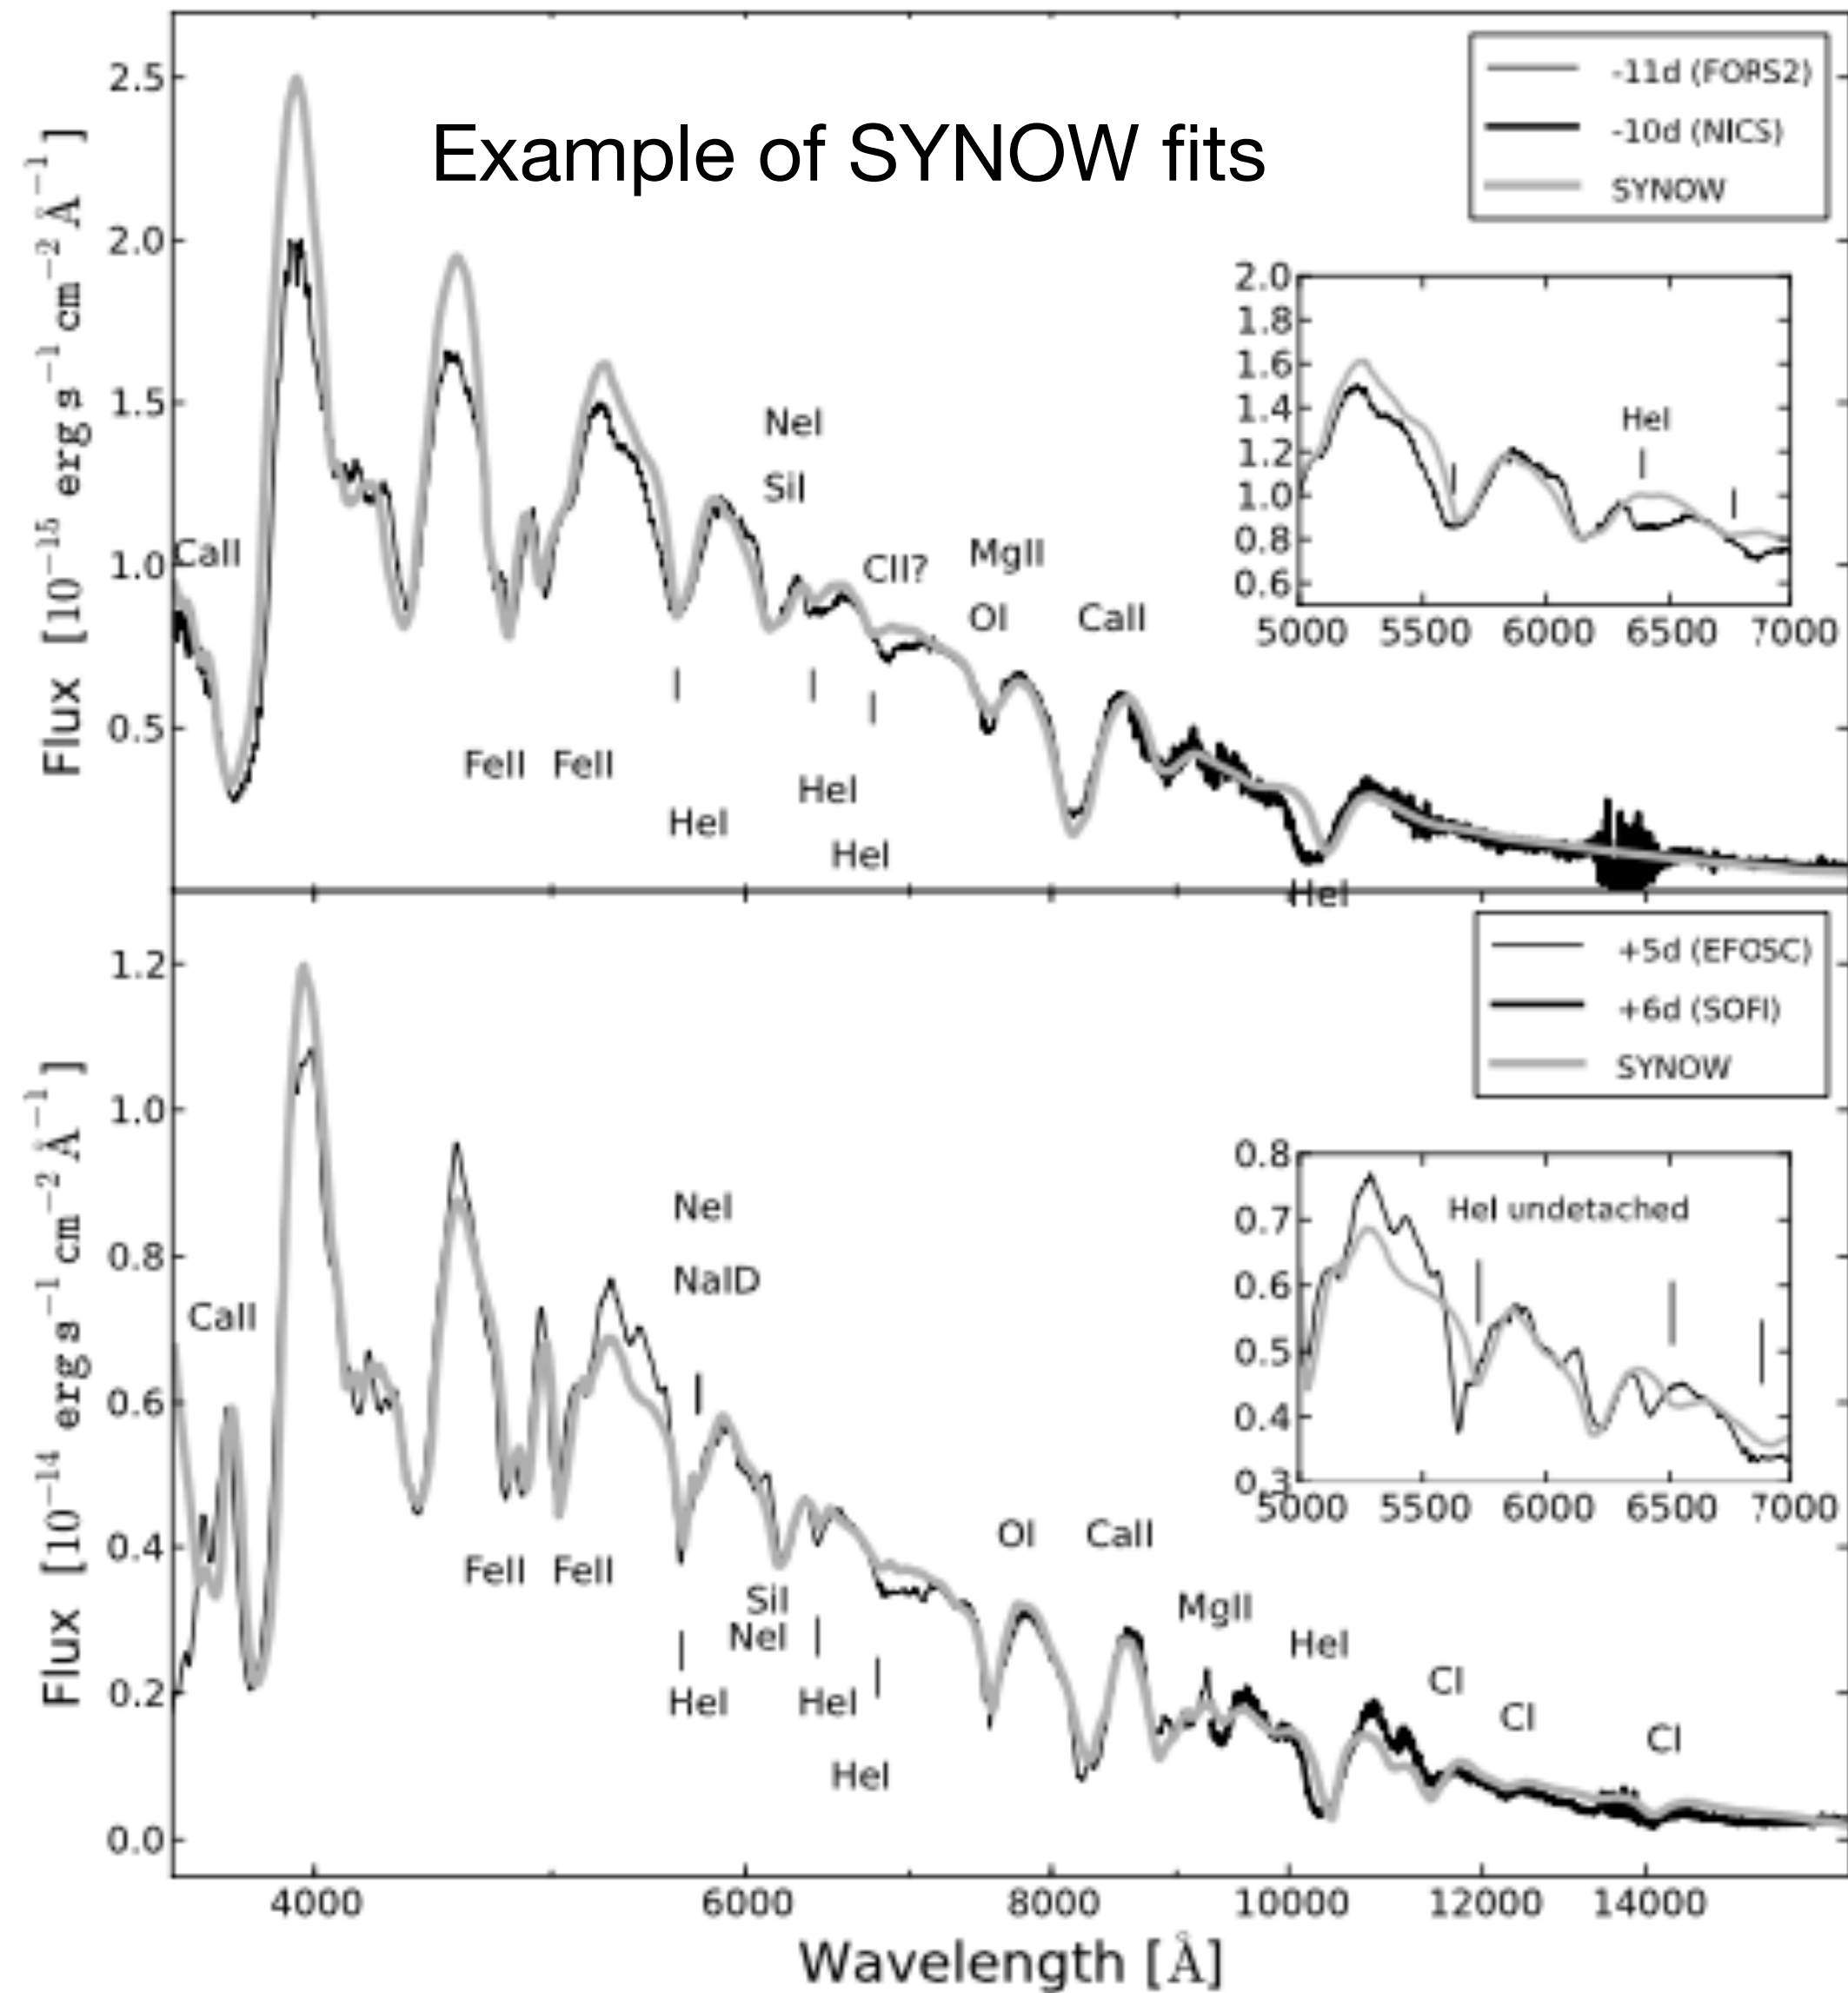 Example of SYNOW fits
-11d (FORS2)
-10d (NICS)
SYNOW
Flux [10⁻¹⁵ erg s⁻¹ cm⁻² Å⁻¹]
2.5
2.0
1.5
1.0
0.5
CaII
NeI
SiI
CII?
MgII
OI
CaII
FeII
FeII
HeI
HeI
HeI
HeI
2.0
1.8
1.6
1.4
1.2
1.0
0.8
0.6
HeI
5000 5500 6000 6500 7000
+5d (EFOSC)
+6d (SOFI)
SYNOW
Flux [10⁻¹⁴ erg s⁻¹ cm⁻² Å⁻¹]
1.2
1.0
0.8
0.6
0.4
0.2
0.0
CaII
NeI
NaID
FeII
FeII
SiI
NeI
HeI
HeI
HeI
OI
CaII
MgII
HeI
CI
CI
CI
0.8
0.7
0.6
0.5
0.4
0.3
HeI undetached
5000 5500 6000 6500 7000
4000 6000 8000 10000 12000 14000
Wavelength [Å]